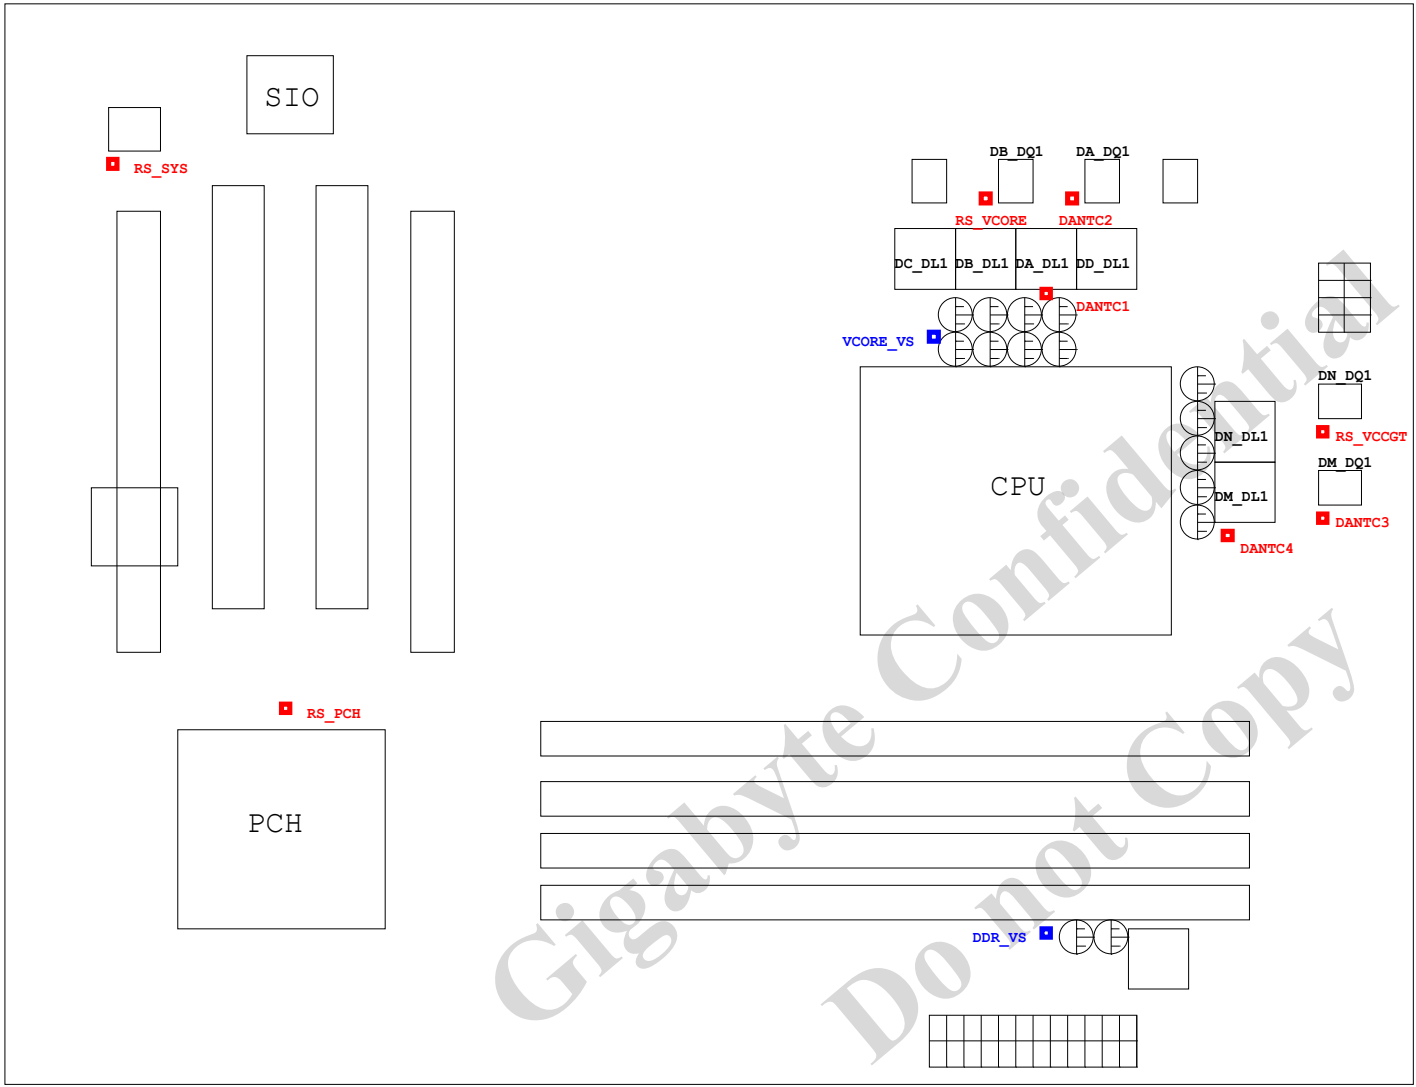 SIO
RS_SYS
DB_DQ1
DA_DQ1
RS_VCORE
DANTC2
DC_DL1
DB_DL1
DA_DL1
DD_DL1
DANTC1
VCORE_VS
DN_DQ1
DN_DL1
RS_VCCGT
DM_DQ1
CPU
DM_DL1
DANTC3
DANTC4
RS_PCH
PCH
DDR_VS
Gigabyte Confidential
Do not Copy